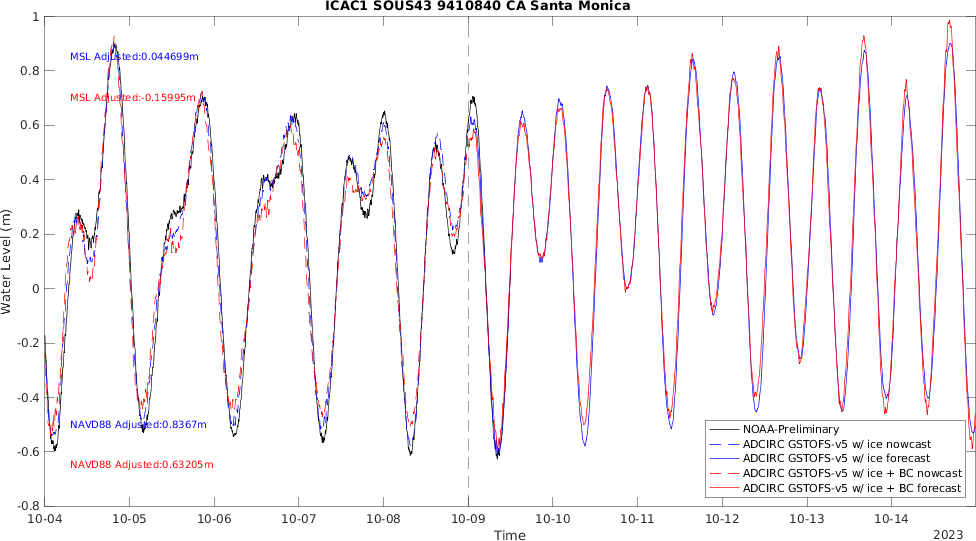 ICAC1 SOUS43 9410840 CA Santa Monica
1
0.8
0.6
0.4
0.2
0
-0.2
-0.4
-0.6
-0.8
Water Level (m)
MSL Adjusted:0.044699m
MSL Adjusted:-0.15995m
NAVD88 Adjusted:0.8367m
NAVD88 Adjusted:0.63205m
NOAA-Preliminary
ADCIRC GSTOFS-v5 w/ ice nowcast
ADCIRC GSTOFS-v5 w/ ice forecast
ADCIRC GSTOFS-v5 w/ ice + BC nowcast
ADCIRC GSTOFS-v5 w/ ice + BC forecast
10-04 10-05 10-06 10-07 10-08 10-09 10-10 10-11 10-12 10-13 10-14
Time
2023